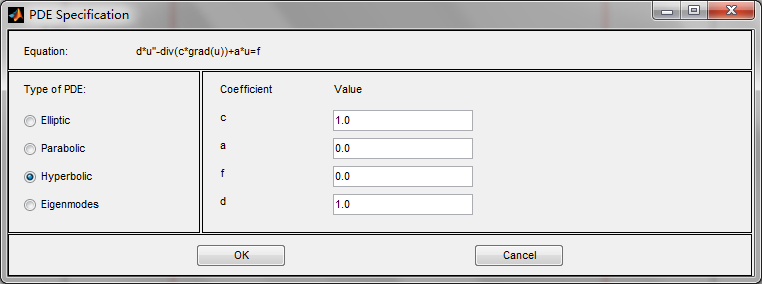 PDE Specification
Equation: d*u''-div(c*grad(u))+a*u=f
Type of PDE: Coefficient Value
Elliptic c 1.0
Parabolic a 0.0
Hyperbolic f 0.0
Eigenmodes d 1.0
OK Cancel